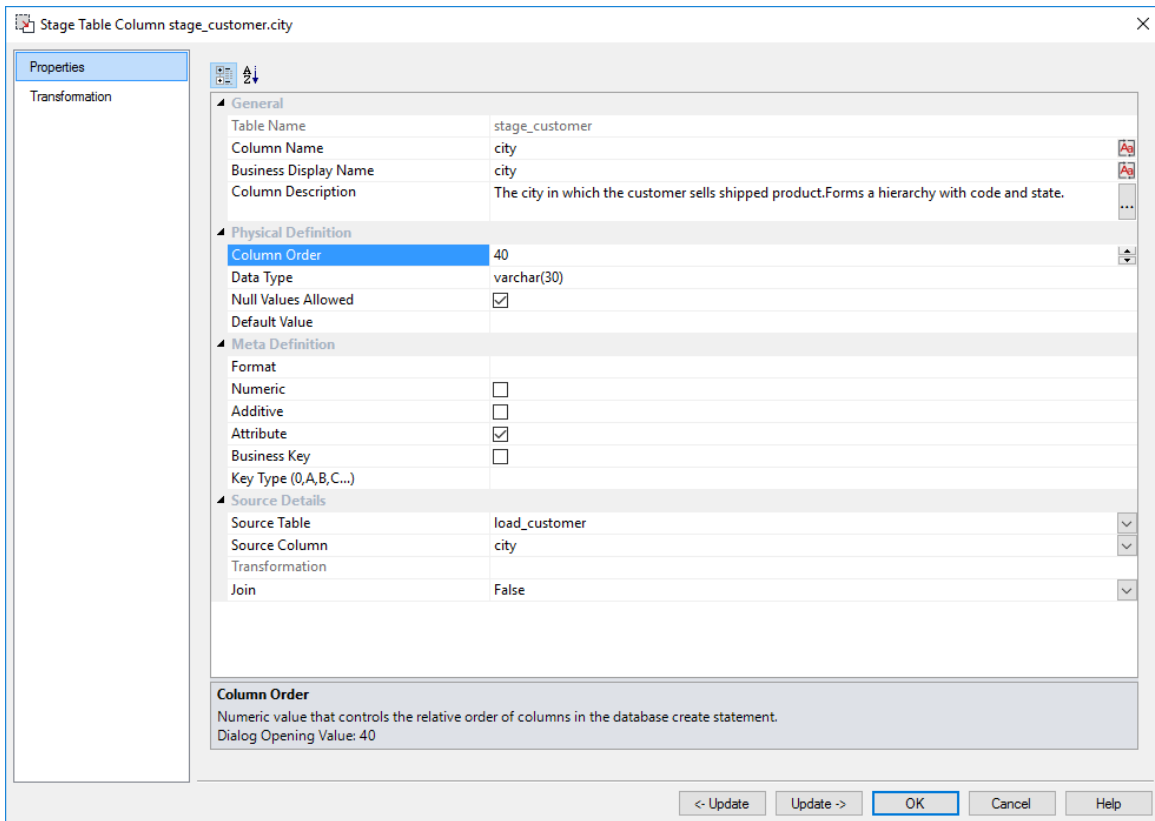 Stage Table Column stage_customer.city
Properties
Transformation
General
Table Name stage_customer
Column Name city
Business Display Name city
Column Description The city in which the customer sells shipped product.Forms a hierarchy with code and state.
...
Physical Definition
Column Order 40
Data Type varchar(30)
Null Values Allowed
Default Value
Meta Definition
Format
Numeric
Additive
Attribute
Business Key
Key Type (0,A,B,C...)
Source Details
Source Table load_customer
Source Column city
Transformation
Join False
Column Order
Numeric value that controls the relative order of columns in the database create statement.
Dialog Opening Value: 40
<- Update Update -> OK Cancel Help